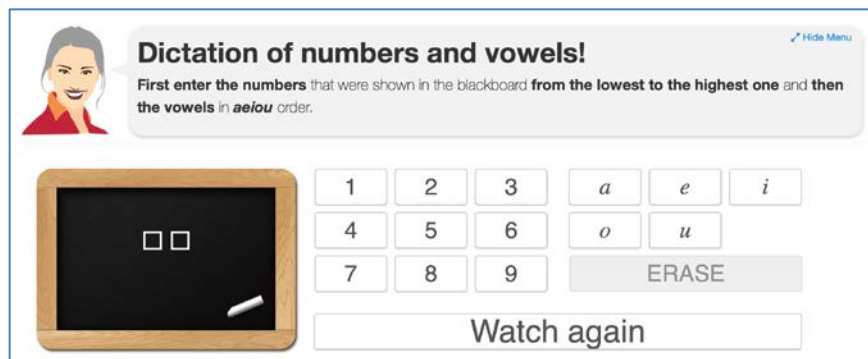 Hide Menu
Dictation of numbers and vowels!
First enter the numbers that were shown in the blackboard from the lowest to the highest one and then
the vowels in aeiou order.
1 2 3 a e i
4 5 6 o u
7 8 9 ERASE
Watch again